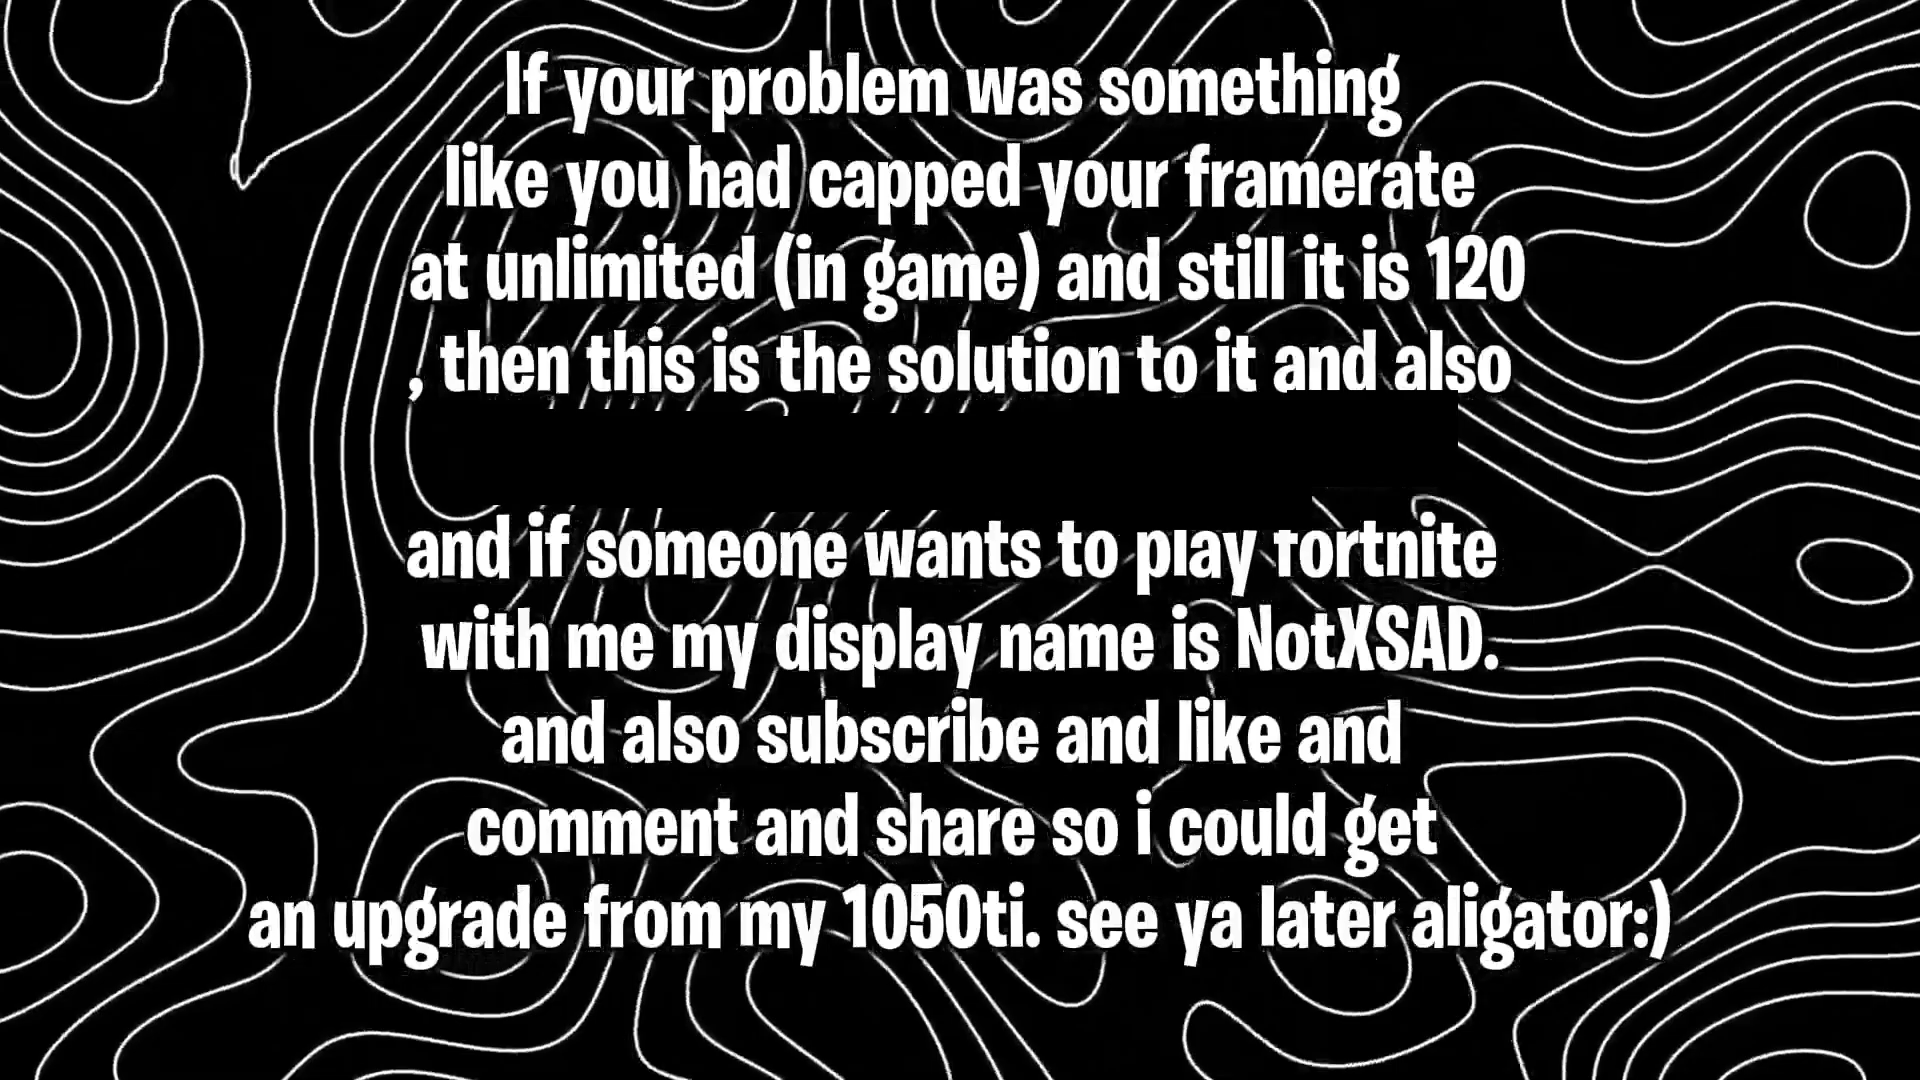 If your problem was something
like you had capped your framerate
at unlimited (in game) and still it is 120
, then this is the solution to it and also
and if someone wants to play fortnite
with me my display name is NotXSAD.
and also subscribe and like and
comment and share so i could get
an upgrade from my 1050ti. see ya later aligator:)